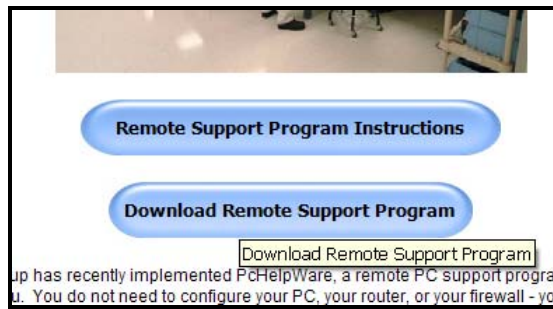 Remote Support Program Instructions
Download Remote Support Program
Download Remote Support Program
up has recently implemented PcHelpWare, a remote PC support progra
u. You do not need to configure your PC, your router, or your firewall - yo